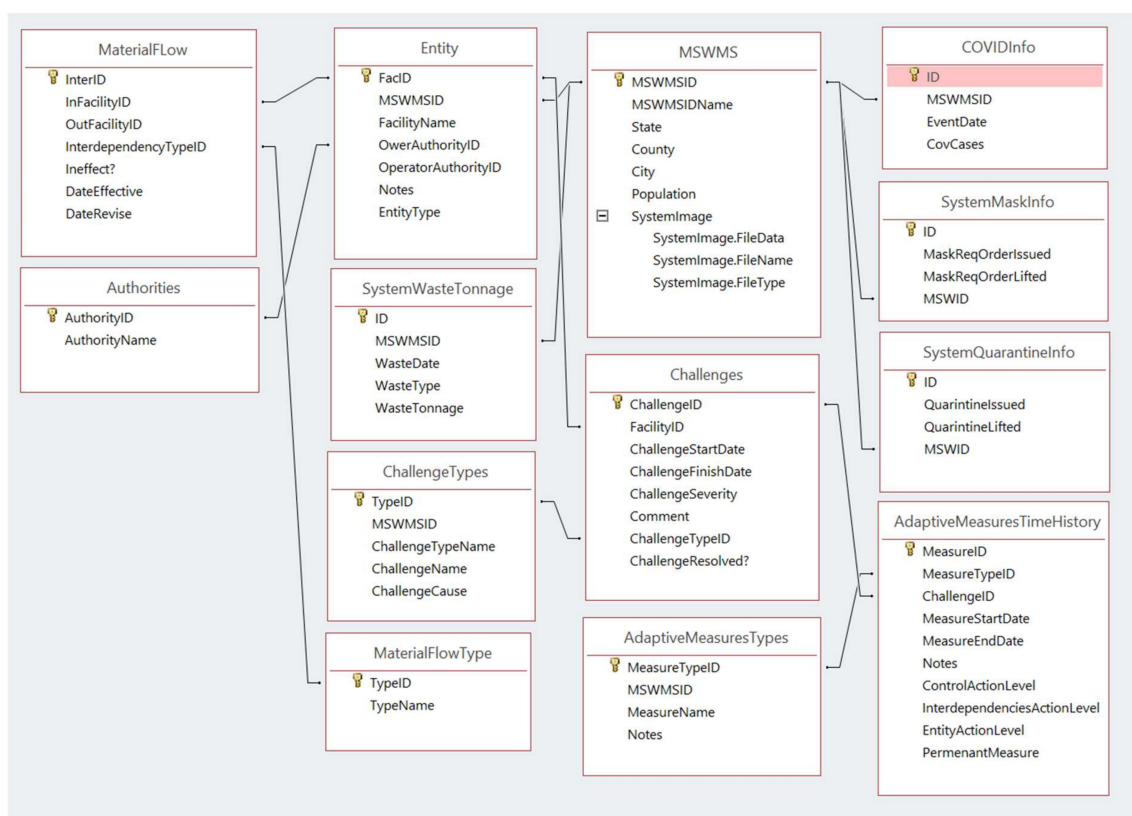 MaterialFLow
InterID
InFacilityID
OutFacilityID
InterdependencyTypeID
Ineffect?
DateEffective
DateRevise
Authorities
AuthorityID
AuthorityName
Entity
FacID
MSWMSID
FacilityName
OwerAuthorityID
OperatorAuthorityID
Notes
EntityType
SystemWasteTonnage
ID
MSWMSID
WasteDate
WasteType
WasteTonnage
ChallengeTypes
TypeID
MSWMSID
ChallengeTypeName
ChallengeName
ChallengeCause
MaterialFlowType
TypeID
TypeName
MSWMS
MSWMSID
MSWMSIDName
State
County
City
Population
SystemImage
SystemImage.FileData
SystemImage.FileName
SystemImage.FileType
Challenges
ChallengeID
FacilityID
ChallengeStartDate
ChallengeFinishDate
ChallengeSeverity
Comment
ChallengeTypeID
ChallengeResolved?
AdaptiveMeasuresTypes
MeasureTypeID
MSWMSID
MeasureName
Notes
COVIDInfo
ID
MSWMSID
EventDate
CovCases
SystemMaskInfo
ID
MaskReqOrderIssued
MaskReqOrderLifted
MSWID
SystemQuarantineInfo
ID
QuarintineIssued
QuarintineLifted
MSWID
AdaptiveMeasuresTimeHistory
MeasureID
MeasureTypeID
ChallengeID
MeasureStartDate
MeasureEndDate
Notes
ControlActionLevel
InterdependenciesActionLevel
EntityActionLevel
PermenantMeasure